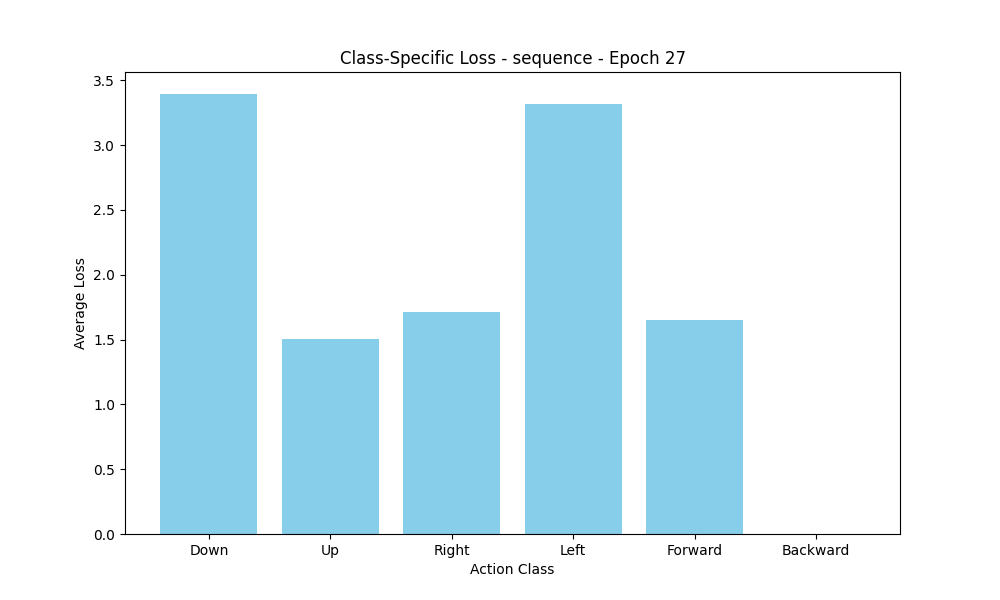 Class-Specific Loss - sequence - Epoch 27
3.5
3.0
2.5
2.0
1.5
1.0
0.5
0.0
Average Loss
Down Up Right Left Forward Backward
Action Class